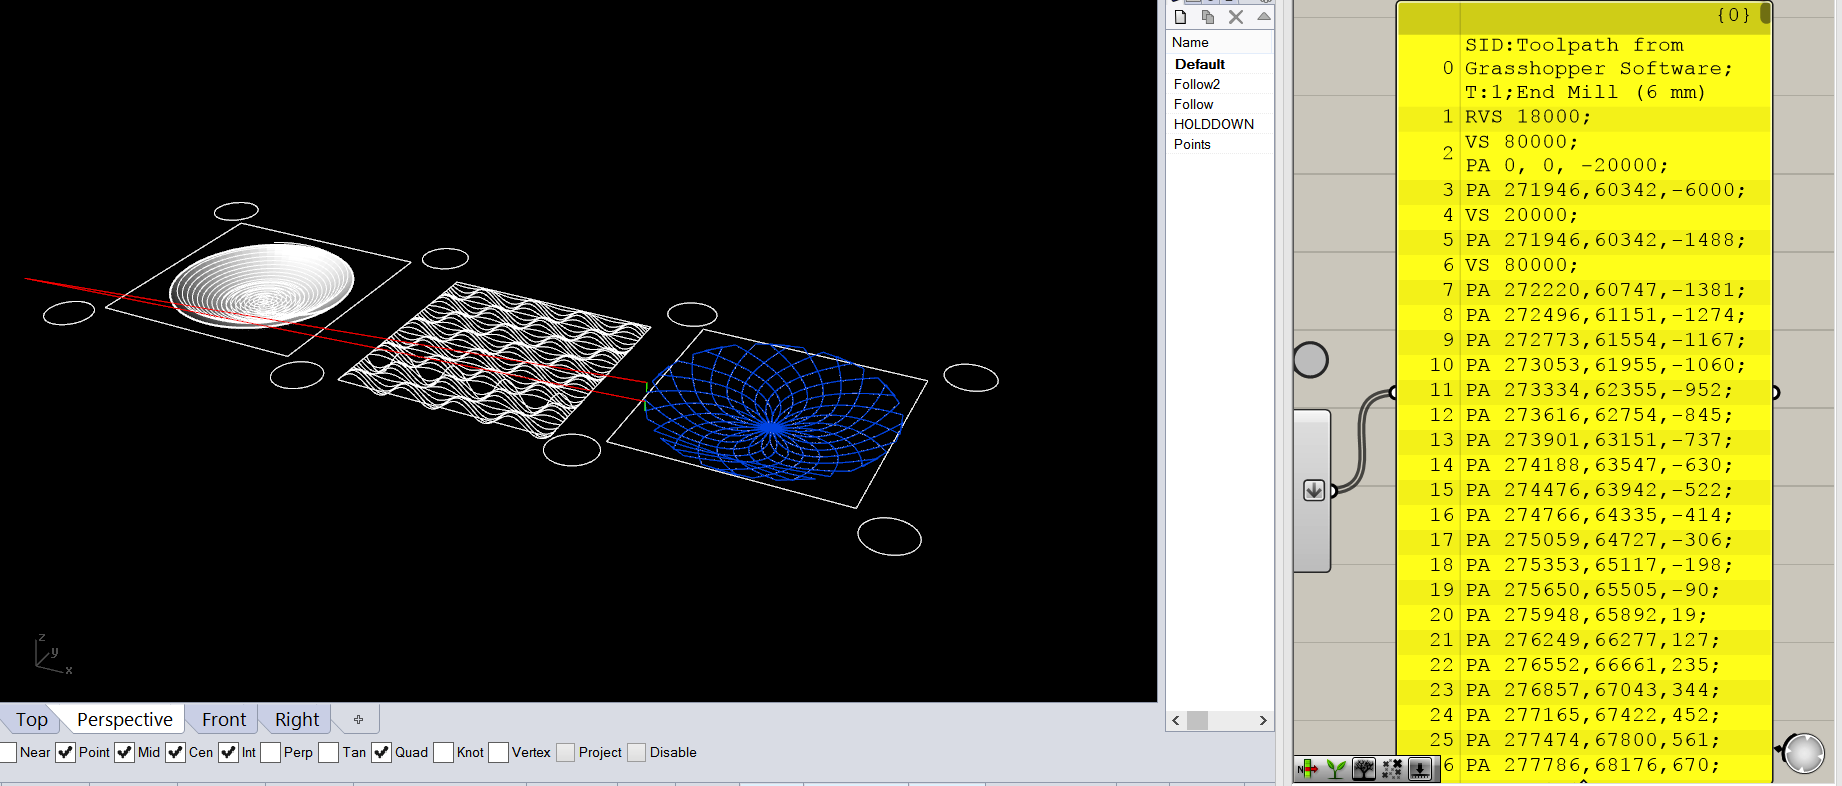 Name
Default
Follow2
Follow
HOLDDOWN
Points
z
y
x
Top
Perspective
Front
Right
Near
Point
Mid
Cen
Int
Perp
Tan
Quad
Knot
Vertex
Project
Disable
{0}
0 SID:Toolpath from
Grasshopper Software;
T:1;End Mill (6 mm)
1 RVS 18000;
2 VS 80000;
PA 0, 0, -20000;
3 PA 271946,60342,-6000;
4 VS 20000;
5 PA 271946,60342,-1488;
6 VS 80000;
7 PA 272220,60747,-1381;
8 PA 272496,61151,-1274;
9 PA 272773,61554,-1167;
10 PA 273053,61955,-1060;
11 PA 273334,62355,-952;
12 PA 273616,62754,-845;
13 PA 273901,63151,-737;
14 PA 274188,63547,-630;
15 PA 274476,63942,-522;
16 PA 274766,64335,-414;
17 PA 275059,64727,-306;
18 PA 275353,65117,-198;
19 PA 275650,65505,-90;
20 PA 275948,65892,19;
21 PA 276249,66277,127;
22 PA 276552,66661,235;
23 PA 276857,67043,344;
24 PA 277165,67422,452;
25 PA 277474,67800,561;
6 PA 277786,68176,670;
N